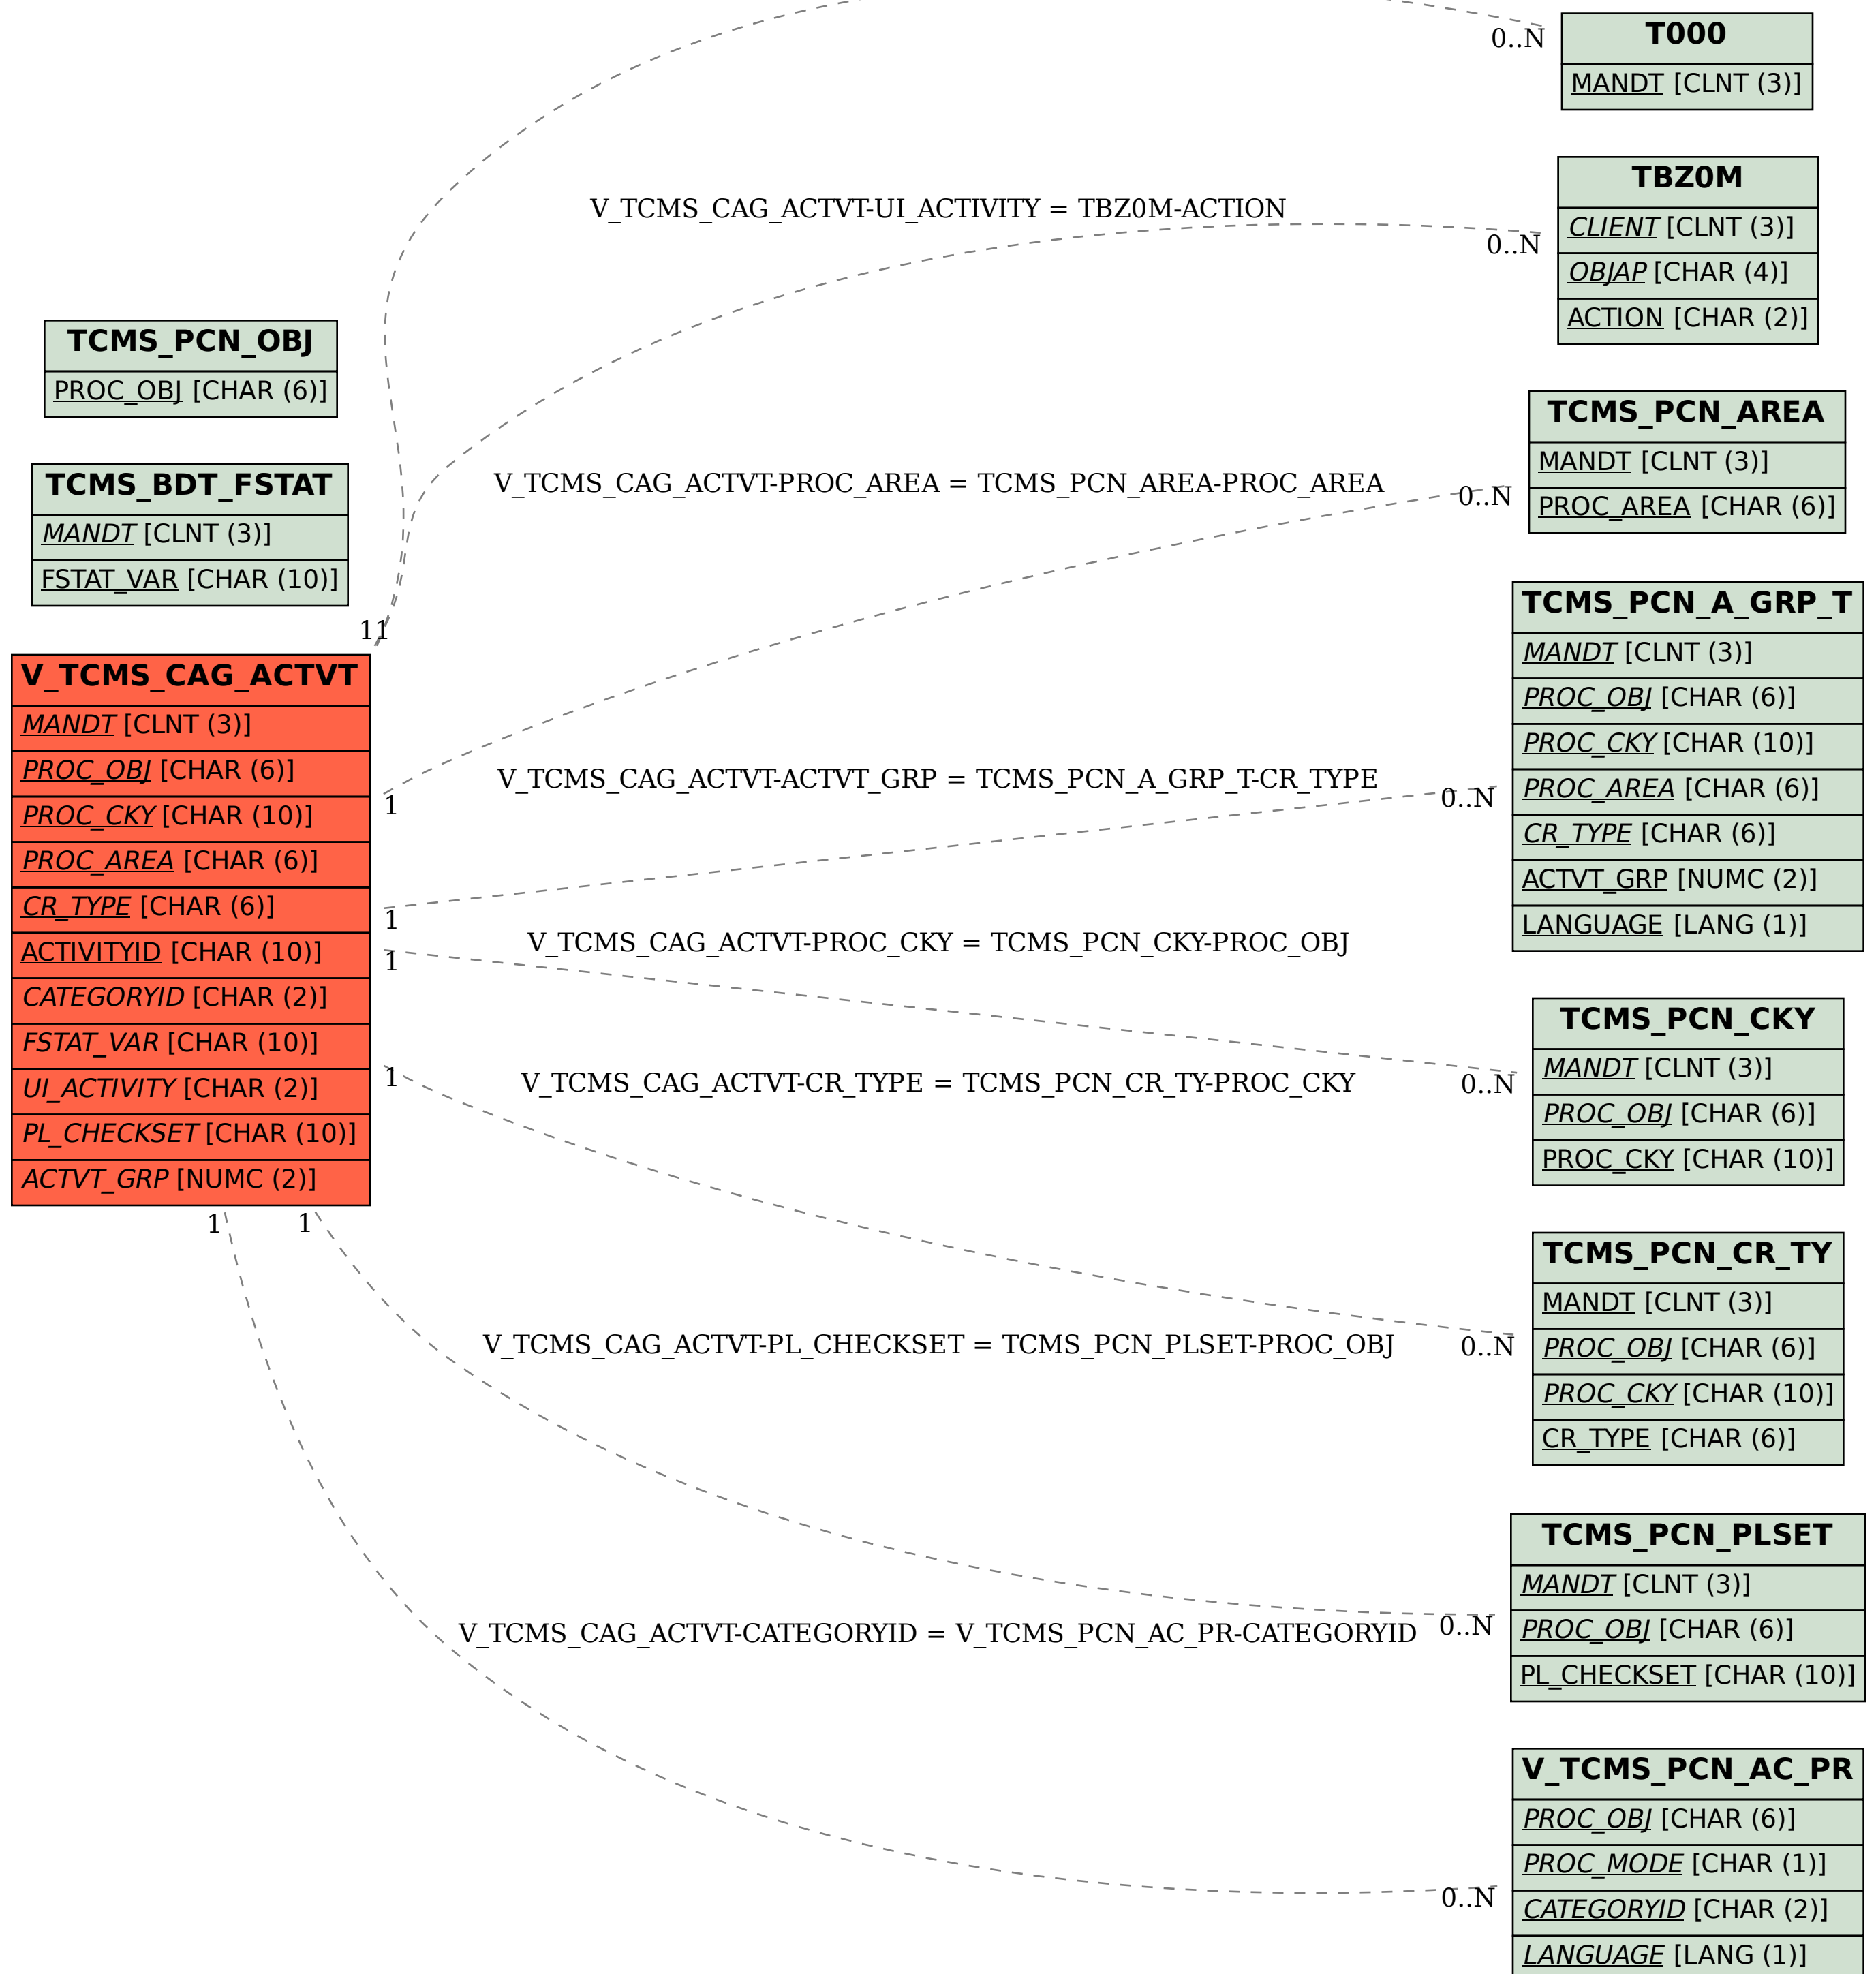 TCMS_PCN_OBJ
PROC_OBJ [CHAR (6)]
TCMS_BDT_FSTAT
MANDT [CLNT (3)]
FSTAT_VAR [CHAR (10)]
11
V_TCMS_CAG_ACTVT
MANDT [CLNT (3)]
PROC_OBJ [CHAR (6)]
PROC_CKY [CHAR (10)]
PROC_AREA [CHAR (6)]
CR_TYPE [CHAR (6)]
ACTIVITYID [CHAR (10)]
CATEGORYID [CHAR (2)]
FSTAT_VAR [CHAR (10)]
UI_ACTIVITY [CHAR (2)]
PL_CHECKSET [CHAR (10)]
ACTVT_GRP [NUMC (2)]
1
1
1
1
1
1
V_TCMS_CAG_ACTVT-UI_ACTIVITY = TBZ0M-ACTION
V_TCMS_CAG_ACTVT-PROC_AREA = TCMS_PCN_AREA-PROC_AREA
V_TCMS_CAG_ACTVT-ACTVT_GRP = TCMS_PCN_A_GRP_T-CR_TYPE
V_TCMS_CAG_ACTVT-PROC_CKY = TCMS_PCN_CKY-PROC_OBJ
V_TCMS_CAG_ACTVT-CR_TYPE = TCMS_PCN_CR_TY-PROC_CKY
V_TCMS_CAG_ACTVT-PL_CHECKSET = TCMS_PCN_PLSET-PROC_OBJ
V_TCMS_CAG_ACTVT-CATEGORYID = V_TCMS_PCN_AC_PR-CATEGORYID
0..N
0..N
0..N
0..N
0..N
0..N
0..N
0..N
T000
MANDT [CLNT (3)]
TBZ0M
CLIENT [CLNT (3)]
OBJAP [CHAR (4)]
ACTION [CHAR (2)]
TCMS_PCN_AREA
MANDT [CLNT (3)]
PROC_AREA [CHAR (6)]
TCMS_PCN_A_GRP_T
MANDT [CLNT (3)]
PROC_OBJ [CHAR (6)]
PROC_CKY [CHAR (10)]
PROC_AREA [CHAR (6)]
CR_TYPE [CHAR (6)]
ACTVT_GRP [NUMC (2)]
LANGUAGE [LANG (1)]
TCMS_PCN_CKY
MANDT [CLNT (3)]
PROC_OBJ [CHAR (6)]
PROC_CKY [CHAR (10)]
TCMS_PCN_CR_TY
MANDT [CLNT (3)]
PROC_OBJ [CHAR (6)]
PROC_CKY [CHAR (10)]
CR_TYPE [CHAR (6)]
TCMS_PCN_PLSET
MANDT [CLNT (3)]
PROC_OBJ [CHAR (6)]
PL_CHECKSET [CHAR (10)]
V_TCMS_PCN_AC_PR
PROC_OBJ [CHAR (6)]
PROC_MODE [CHAR (1)]
CATEGORYID [CHAR (2)]
LANGUAGE [LANG (1)]